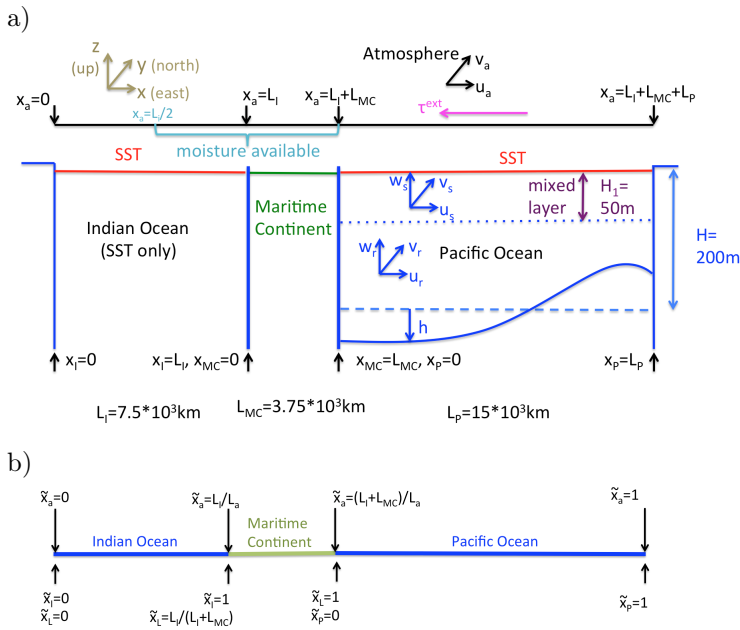 a)
z
(up)
y (north)
x (east)
Atmosphere
v_a
u_a
x_a=0
x_a=L_I/2
x_a=L_I
x_a=L_I+L_MC
τ^ext
x_a=L_I+L_MC+L_P
SST
moisture available
SST
Indian Ocean
(SST only)
Maritime
Continent
w_s
v_s
u_s
mixed
layer
H_1=
50m
w_r
v_r
u_r
Pacific Ocean
H=
200m
h
x_I=0
x_I=L_I, x_MC=0
x_MC=L_MC, x_P=0
x_P=L_P
L_I=7.5*10^3km
L_MC=3.75*10^3km
L_P=15*10^3km
b)
x̃_a=0
x̃_a=L_I/L_a
x̃_a=(L_I+L_MC)/L_a
x̃_a=1
Indian Ocean
Maritime
Continent
Pacific Ocean
x̃_I=0
x̃_L=0
x̃_I=1
x̃_L=L_I/(L_I+L_MC)
x̃_L=1
x̃_P=0
x̃_P=1